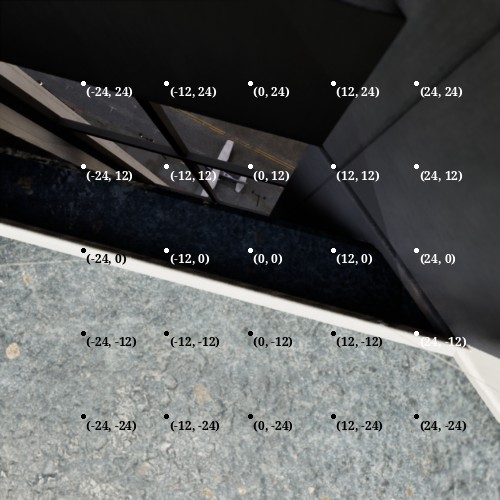 (-24, 24) (-12, 24) (0, 24) (12, 24) (24, 24)
(-24, 12) (-12, 12) (0, 12) (12, 12) (24, 12)
(-24, 0) (-12, 0) (0, 0) (12, 0) (24, 0)
(-24, -12) (-12, -12) (0, -12) (12, -12) (24, -12)
(-24, -24) (-12, -24) (0, -24) (12, -24) (24, -24)